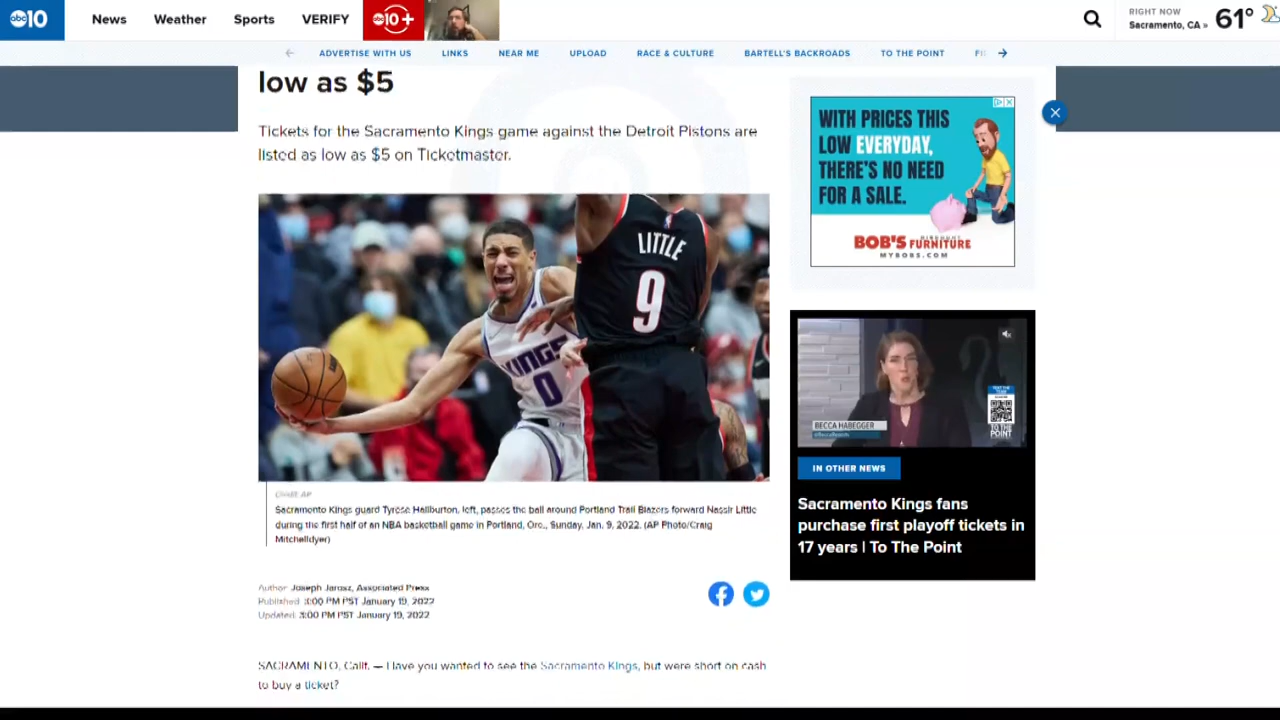 abc10
News
Weather
Sports
VERIFY
abc10+
RIGHT NOW
Sacramento, CA »
61°
ADVERTISE WITH US
LINKS
NEAR ME
UPLOAD
RACE & CULTURE
BARTELL'S BACKROADS
TO THE POINT
low as $5
Tickets for the Sacramento Kings game against the Detroit Pistons are
listed as low as $5 on Ticketmaster.
LITTLE
9
KINGS
0
Credit: AP
Sacramento Kings guard Tyrese Haliburton, left, passes the ball around Portland Trail Blazers forward Nassir Little
during the first half of an NBA basketball game in Portland, Ore., Sunday, Jan. 9, 2022. (AP Photo/Craig
Mitchelldyer)
Author: Joseph Jarosz, Associated Press
Published: 3:00 PM PST January 19, 2022
Updated: 3:00 PM PST January 19, 2022
SACRAMENTO, Calif. — Have you wanted to see the Sacramento Kings, but were short on cash
to buy a ticket?
WITH PRICES THIS
LOW EVERYDAY,
THERE'S NO NEED
FOR A SALE.
BOB'S FURNITURE
MYBOBS.COM
BECCA HABEGGER
TO THE
POINT
IN OTHER NEWS
Sacramento Kings fans
purchase first playoff tickets in
17 years | To The Point